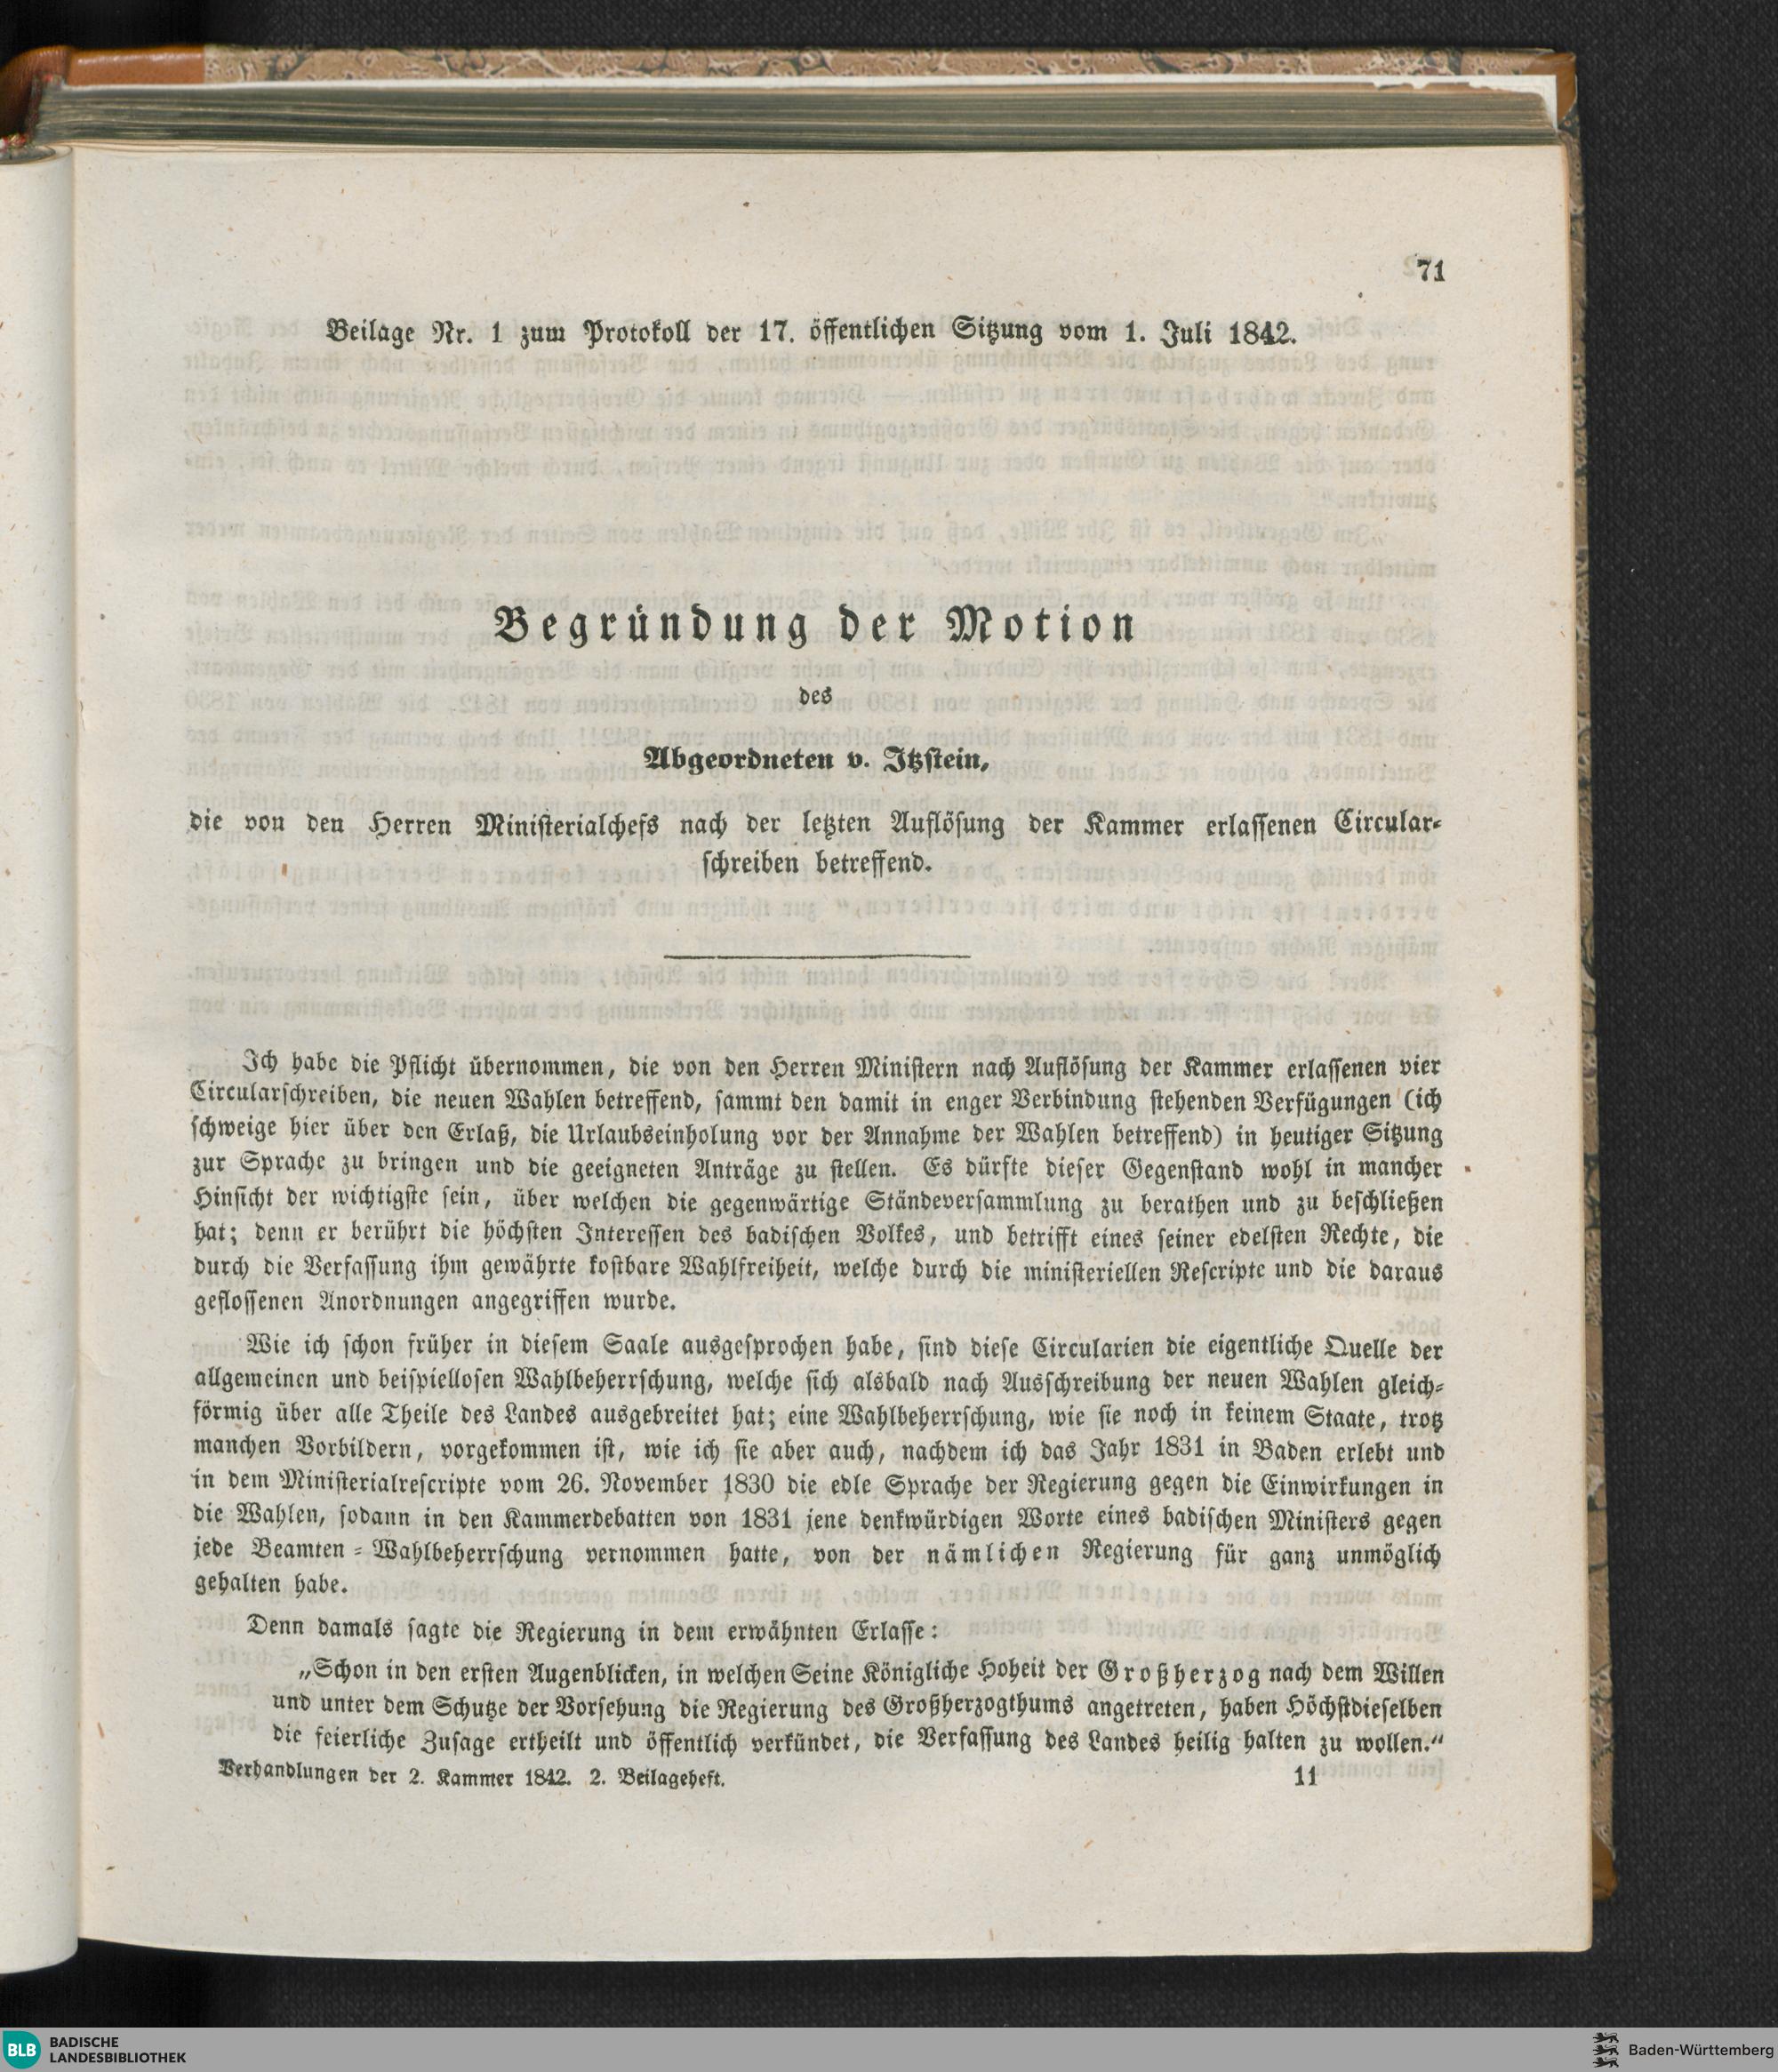 71
Beilage Nr. 1 zum Protokoll der 17. öffentlichen Sitzung vom 1. Juli 1842.
Begründung der Motion
des
Abgeordneten v. Itzstein,
die von den Herren Ministerialchefs nach der letzten Auflösung der Kammer erlassenen Circular-
schreiben betreffend.
Ich habe die Pflicht übernommen, die von den Herren Ministern nach Auflösung der Kammer erlassenen vier
Circularschreiben, die neuen Wahlen betreffend, sammt den damit in enger Verbindung stehenden Verfügungen (ich
schweige hier über den Erlaß, die Urlaubseinholung vor der Annahme der Wahlen betreffend) in heutiger Sitzung
zur Sprache zu bringen und die geeigneten Anträge zu stellen. Es dürfte dieser Gegenstand wohl in mancher
Hinsicht der wichtigste sein, über welchen die gegenwärtige Ständeversammlung zu berathen und zu beschließen
hat; denn er berührt die höchsten Interessen des badischen Volkes, und betrifft eines seiner edelsten Rechte, die
durch die Verfassung ihm gewährte kostbare Wahlfreiheit, welche durch die ministeriellen Rescripte und die daraus
geflossenen Anordnungen angegriffen wurde.
Wie ich schon früher in diesem Saale ausgesprochen habe, sind diese Circularien die eigentliche Quelle der
allgemeinen und beispiellosen Wahlbeherrschung, welche sich alsbald nach Ausschreibung der neuen Wahlen gleich-
förmig über alle Theile des Landes ausgebreitet hat; eine Wahlbeherrschung, wie sie noch in keinem Staate, trotz
manchen Vorbildern, vorgekommen ist, wie ich sie aber auch, nachdem ich das Jahr 1831 in Baden erlebt und
in dem Ministerialrescripte vom 26. November 1830 die edle Sprache der Regierung gegen die Einwirkungen in
die Wahlen, sodann in den Kammerdebatten von 1831 jene denkwürdigen Worte eines badischen Ministers gegen
jede Beamten-Wahlbeherrschung vernommen hatte, von der nämlichen Regierung für ganz unmöglich
gehalten habe.
Denn damals sagte die Regierung in dem erwähnten Erlasse:
„Schon in den ersten Augenblicken, in welchen Seine Königliche Hoheit der Großherzog nach dem Willen
und unter dem Schutze der Vorsehung die Regierung des Großherzogthums angetreten, haben Höchstdieselben
die feierliche Zusage ertheilt und öffentlich verkündet, die Verfassung des Landes heilig halten zu wollen.“
Verhandlungen der 2. Kammer 1842. 2. Beilageheft. 11
BLB BADISCHE
LANDESBIBLIOTHEK
Baden-Württemberg